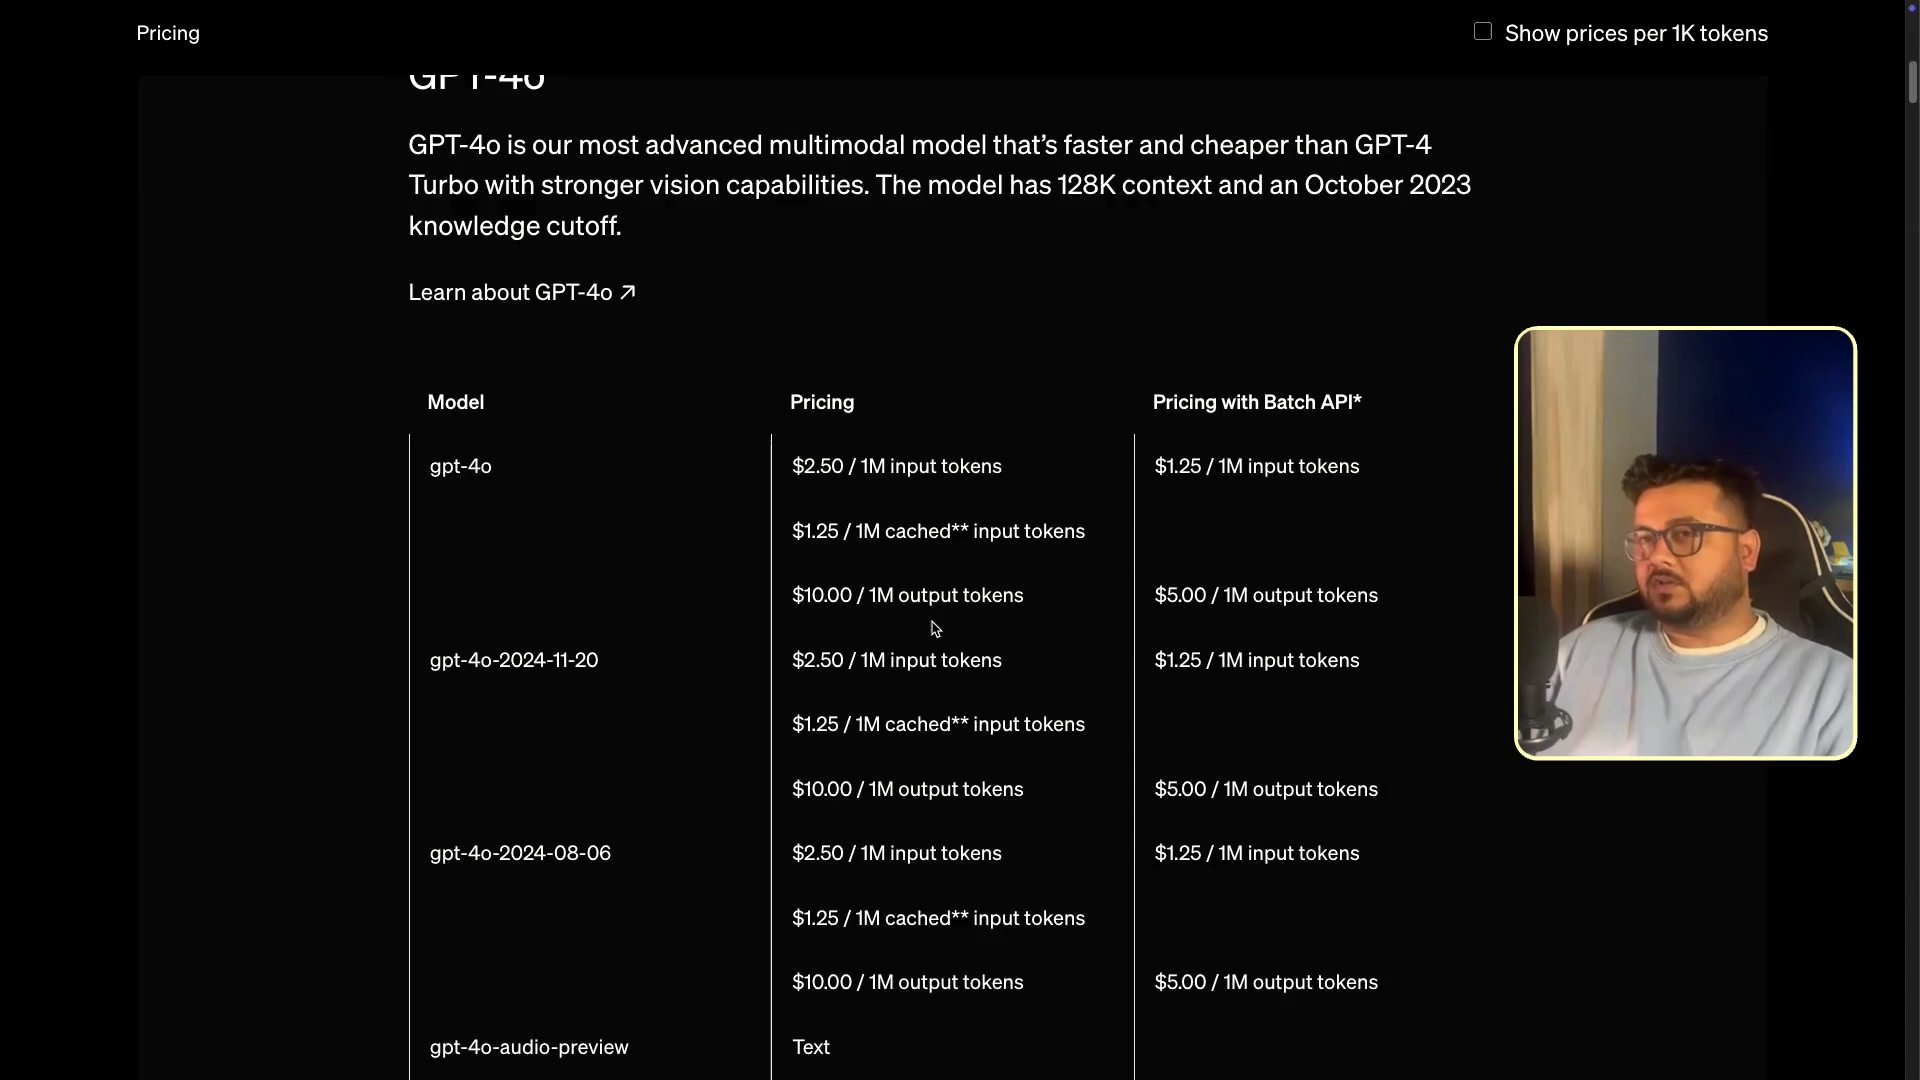 Pricing
Show prices per 1K tokens
GPT-4o
GPT-4o is our most advanced multimodal model that’s faster and cheaper than GPT-4
Turbo with stronger vision capabilities. The model has 128K context and an October 2023
knowledge cutoff.
Learn about GPT-4o ↗
Model Pricing Pricing with Batch API*
gpt-4o $2.50 / 1M input tokens $1.25 / 1M input tokens
$1.25 / 1M cached** input tokens
$10.00 / 1M output tokens $5.00 / 1M output tokens
gpt-4o-2024-11-20 $2.50 / 1M input tokens $1.25 / 1M input tokens
$1.25 / 1M cached** input tokens
$10.00 / 1M output tokens $5.00 / 1M output tokens
gpt-4o-2024-08-06 $2.50 / 1M input tokens $1.25 / 1M input tokens
$1.25 / 1M cached** input tokens
$10.00 / 1M output tokens $5.00 / 1M output tokens
gpt-4o-audio-preview Text